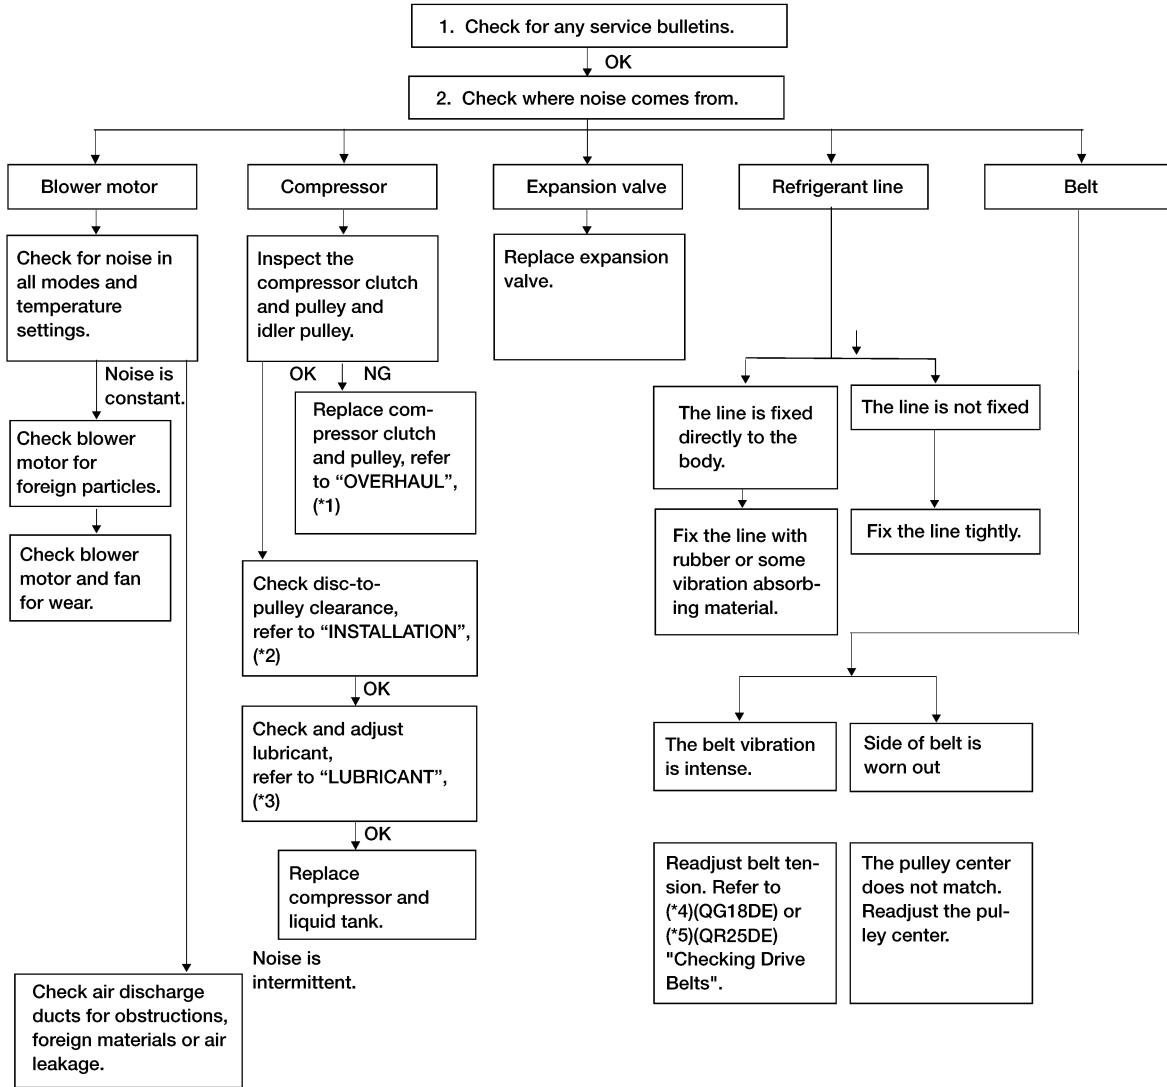 1. Check for any service bulletins.
OK
2. Check where noise comes from.
Blower motor
Check for noise in
all modes and
temperature
settings.
Noise is
constant.
Check blower
motor for
foreign particles.
Check blower
motor and fan
for wear.
Noise is
intermittent.
Check air discharge
ducts for obstructions,
foreign materials or air
leakage.
Compressor
Inspect the
compressor clutch
and pulley and
idler pulley.
OK
NG
Replace com-
pressor clutch
and pulley, refer
to “OVERHAUL”,
(*1)
Check disc-to-
pulley clearance,
refer to “INSTALLATION”,
(*2)
OK
Check and adjust
lubricant,
refer to “LUBRICANT”,
(*3)
OK
Replace
compressor and
liquid tank.
Expansion valve
Replace expansion
valve.
Refrigerant line
The line is fixed
directly to the
body.
Fix the line with
rubber or some
vibration absorb-
ing material.
The line is not fixed
Fix the line tightly.
Belt
The belt vibration
is intense.
Readjust belt ten-
sion. Refer to
(*4)(QG18DE) or
(*5)(QR25DE)
"Checking Drive
Belts".
Side of belt is
worn out
The pulley center
does not match.
Readjust the pul-
ley center.